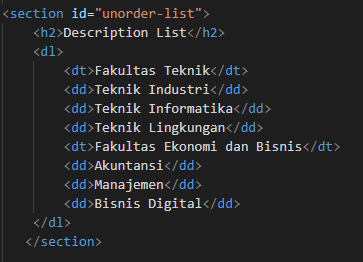 <section id="unorder-list">
<h2>Description List</h2>
<dl>
<dt>Fakultas Teknik</dt>
<dd>Teknik Industri</dd>
<dd>Teknik Informatika</dd>
<dd>Teknik Lingkungan</dd>
<dt>Fakultas Ekonomi dan Bisnis</dt>
<dd>Akuntansi</dd>
<dd>Manajemen</dd>
<dd>Bisnis Digital</dd>
</dl>
</section>